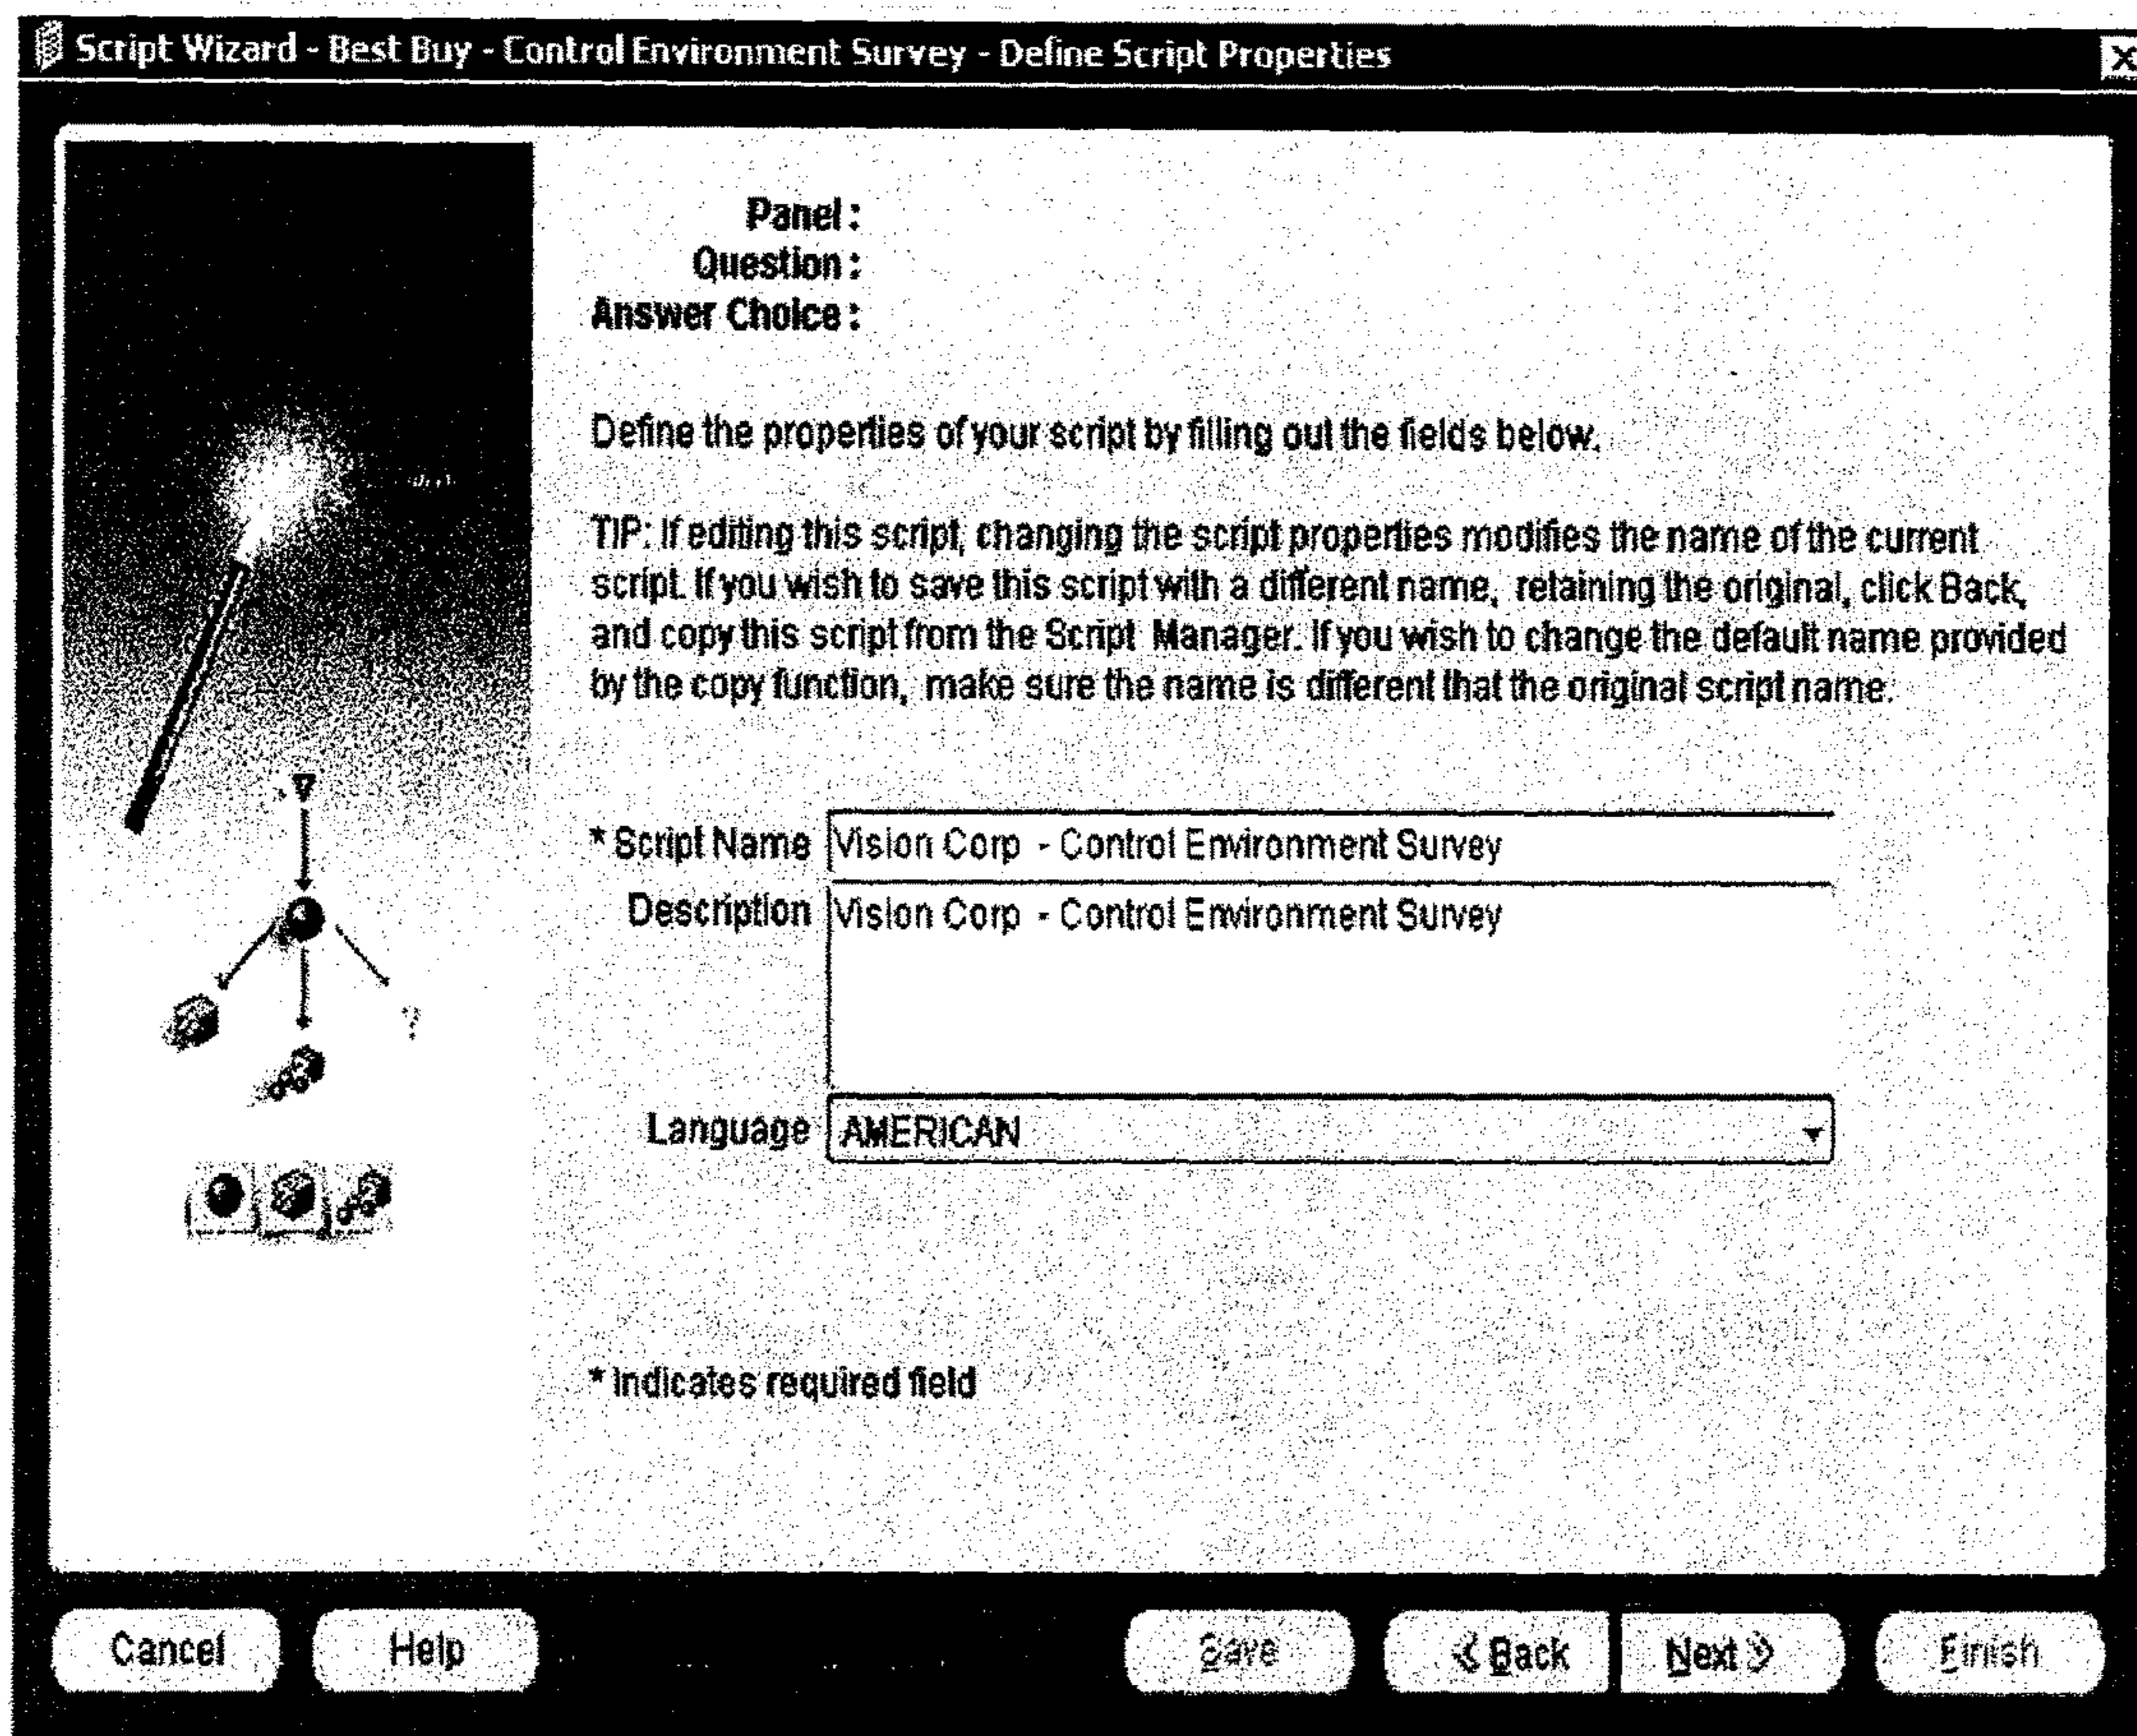 Script Wizard - Best Buy - Control Environment Survey - Define Script Properties
Panel :
Question :
Answer Choice :
Define the properties of your script by filling out the fields below.
TIP: If editing this script, changing the script properties modifies the name of the current
script. If you wish to save this script with a different name, retaining the original, click Back,
and copy this script from the Script Manager. If you wish to change the default name provided
by the copy function, make sure the name is different that the original script name.
* Script Name Vision Corp - Control Environment Survey
Description Vision Corp - Control Environment Survey
Language AMERICAN
* Indicates required field
Cancel Help Save Back Next Finish